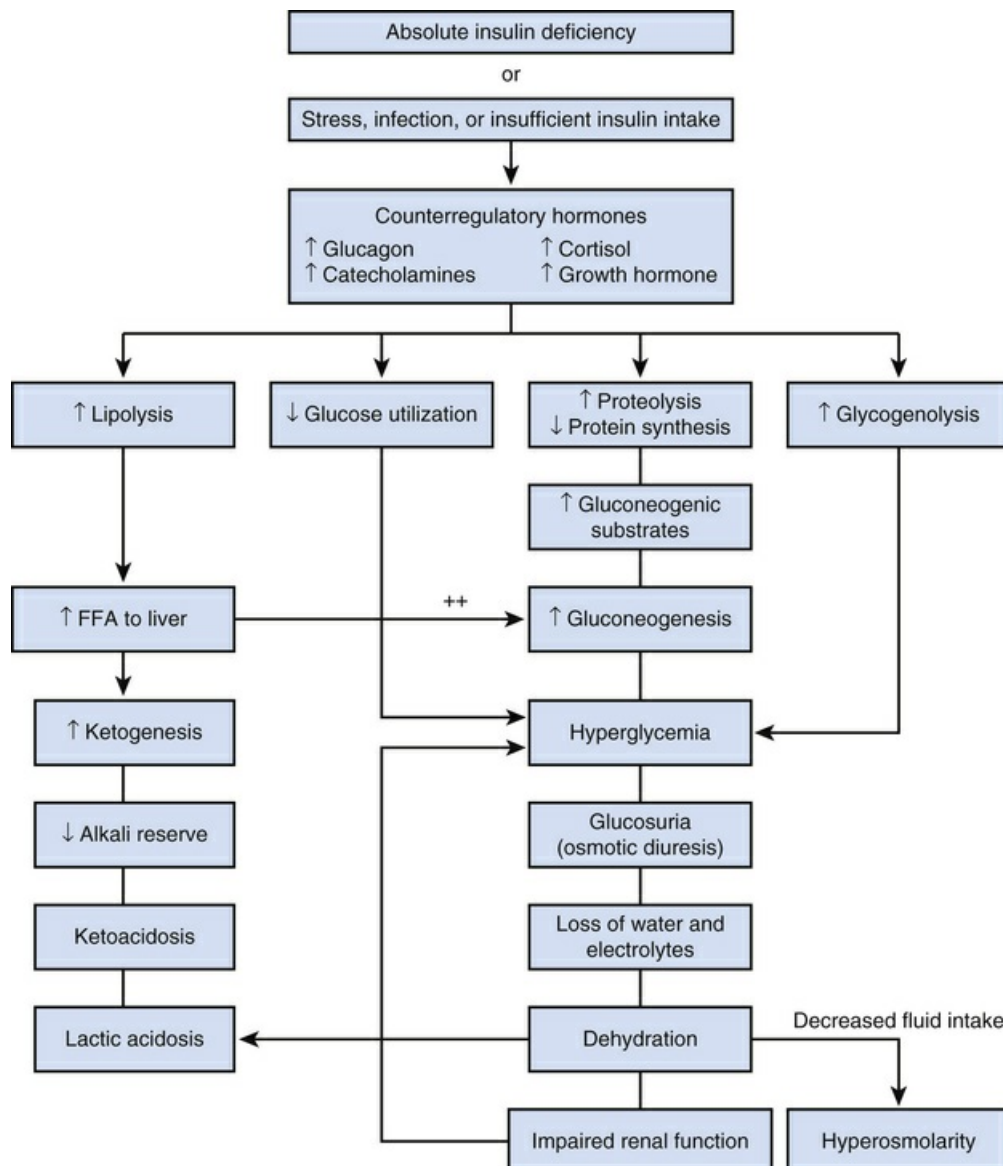 Absolute insulin deficiency
or
Stress, infection, or insufficient insulin intake
Counterregulatory hormones
↑ Glucagon
↑ Cortisol
↑ Catecholamines
↑ Growth hormone
↑ Lipolysis
↓ Glucose utilization
↑ Proteolysis
↓ Protein synthesis
↑ Glycogenolysis
↑ Gluconeogenic
substrates
↑ FFA to liver
++
↑ Gluconeogenesis
↑ Ketogenesis
Hyperglycemia
↓ Alkali reserve
Glucosuria
(osmotic diuresis)
Ketoacidosis
Loss of water and
electrolytes
Lactic acidosis
Dehydration
Decreased fluid intake
Impaired renal function
Hyperosmolarity